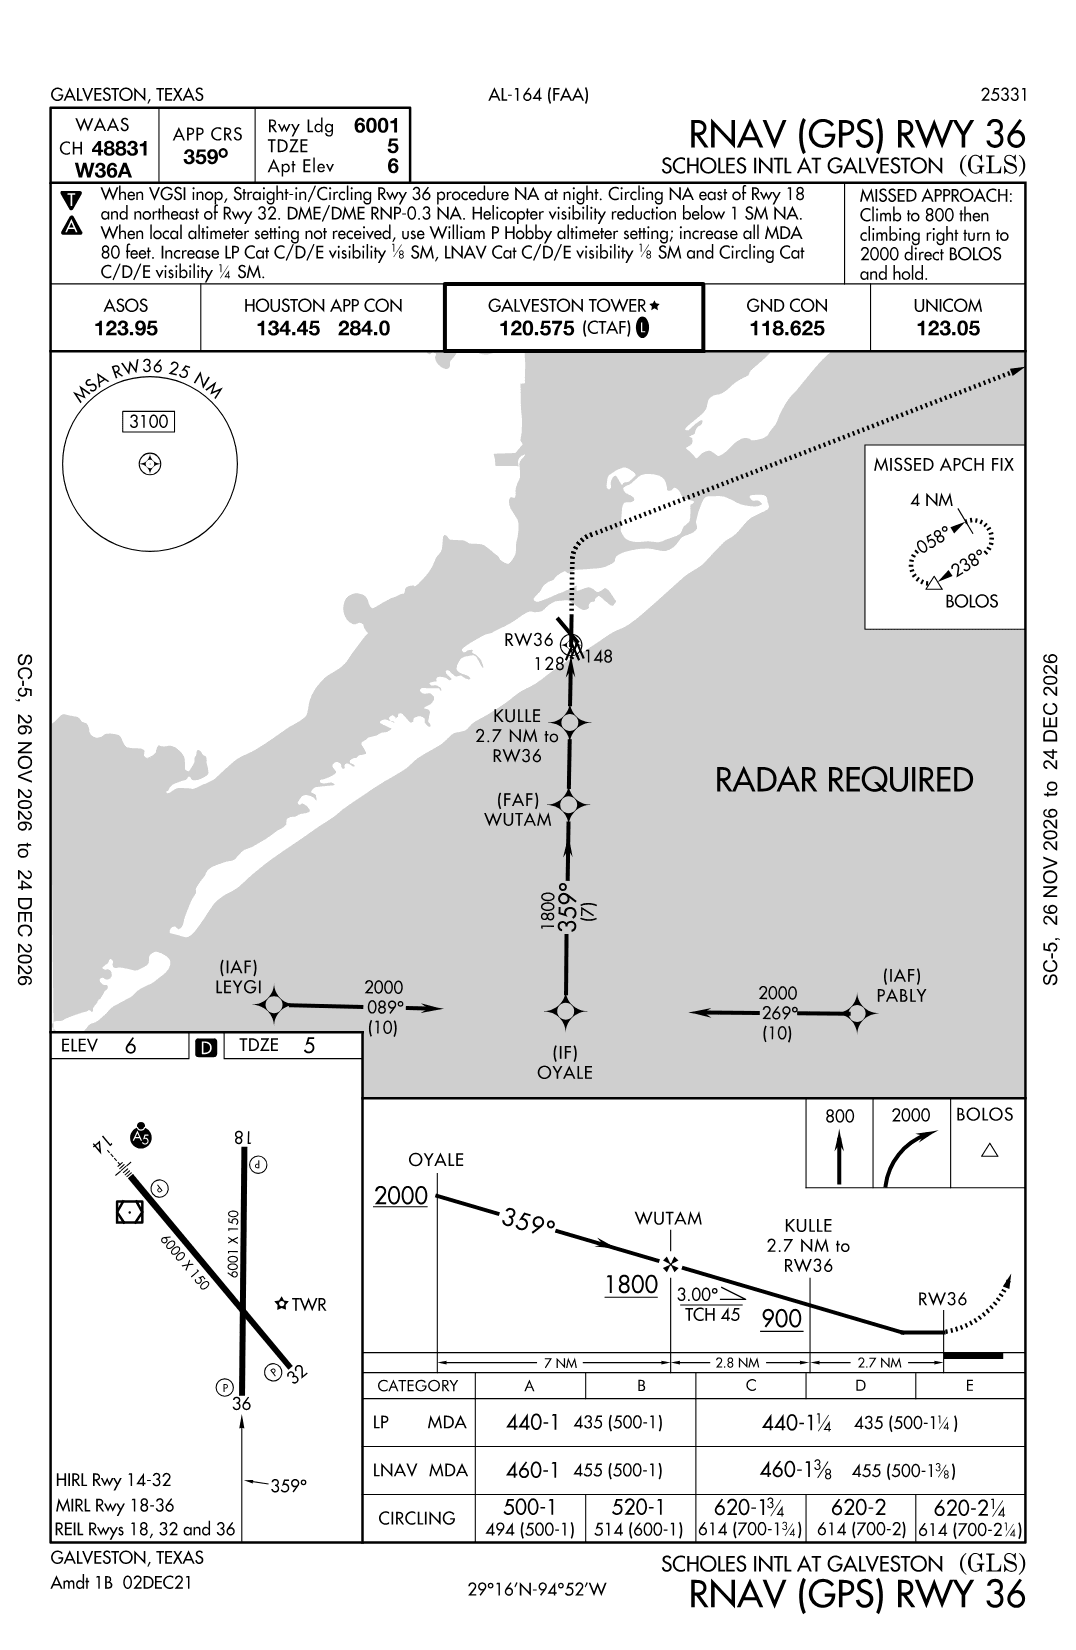 GALVESTON, TEXAS
AL-164 (FAA)
25331
WAAS
CH 48831
W36A
APP CRS
359°
Rwy Ldg 6001
TDZE 5
Apt Elev 6
RNAV (GPS) RWY 36
SCHOLES INTL AT GALVESTON (GLS)
T
A
When VGSI inop, Straight-in/Circling Rwy 36 procedure NA at night. Circling NA east of Rwy 18
and northeast of Rwy 32. DME/DME RNP-0.3 NA. Helicopter visibility reduction below 1 SM NA.
When local altimeter setting not received, use William P Hobby altimeter setting; increase all MDA
80 feet. Increase LP Cat C/D/E visibility ⅛ SM, LNAV Cat C/D/E visibility ⅛ SM and Circling Cat
C/D/E visibility ¼ SM.
MISSED APPROACH:
Climb to 800 then
climbing right turn to
2000 direct BOLOS
and hold.
ASOS
123.95
HOUSTON APP CON
134.45 284.0
GALVESTON TOWER★
120.575 (CTAF) L
GND CON
118.625
UNICOM
123.05
MSA RW36 25 NM
3100
MISSED APCH FIX
4 NM
058°
238°
BOLOS
RW36
128
148
KULLE
2.7 NM to
RW36
RADAR REQUIRED
(FAF)
WUTAM
1800
359°
(7)
(IAF)
LEYGI
2000
089°
(10)
(IAF)
PABLY
2000
269°
(10)
(IF)
OYALE
SC-5, 26 NOV 2026 to 24 DEC 2026
SC-5, 26 NOV 2026 to 24 DEC 2026
ELEV 6
D
TDZE 5
14
A5
18
P
P
6001 X 150
6000 X 150
TWR
P
32
P
36
359°
HIRL Rwy 14-32
MIRL Rwy 18-36
REIL Rwys 18, 32 and 36
800
2000
BOLOS
OYALE
2000
359°
WUTAM
1800
3.00°
TCH 45
KULLE
2.7 NM to
RW36
900
RW36
7 NM
2.8 NM
2.7 NM
CATEGORY A B C D E
LP MDA 440-1 435 (500-1) 440-1¼ 435 (500-1¼)
LNAV MDA 460-1 455 (500-1) 460-1⅜ 455 (500-1⅜)
CIRCLING
500-1
494 (500-1)
520-1
514 (600-1)
620-1¾
614 (700-1¾)
620-2
614 (700-2)
620-2¼
614 (700-2¼)
GALVESTON, TEXAS
Amdt 1B 02DEC21
29°16'N-94°52'W
SCHOLES INTL AT GALVESTON (GLS)
RNAV (GPS) RWY 36